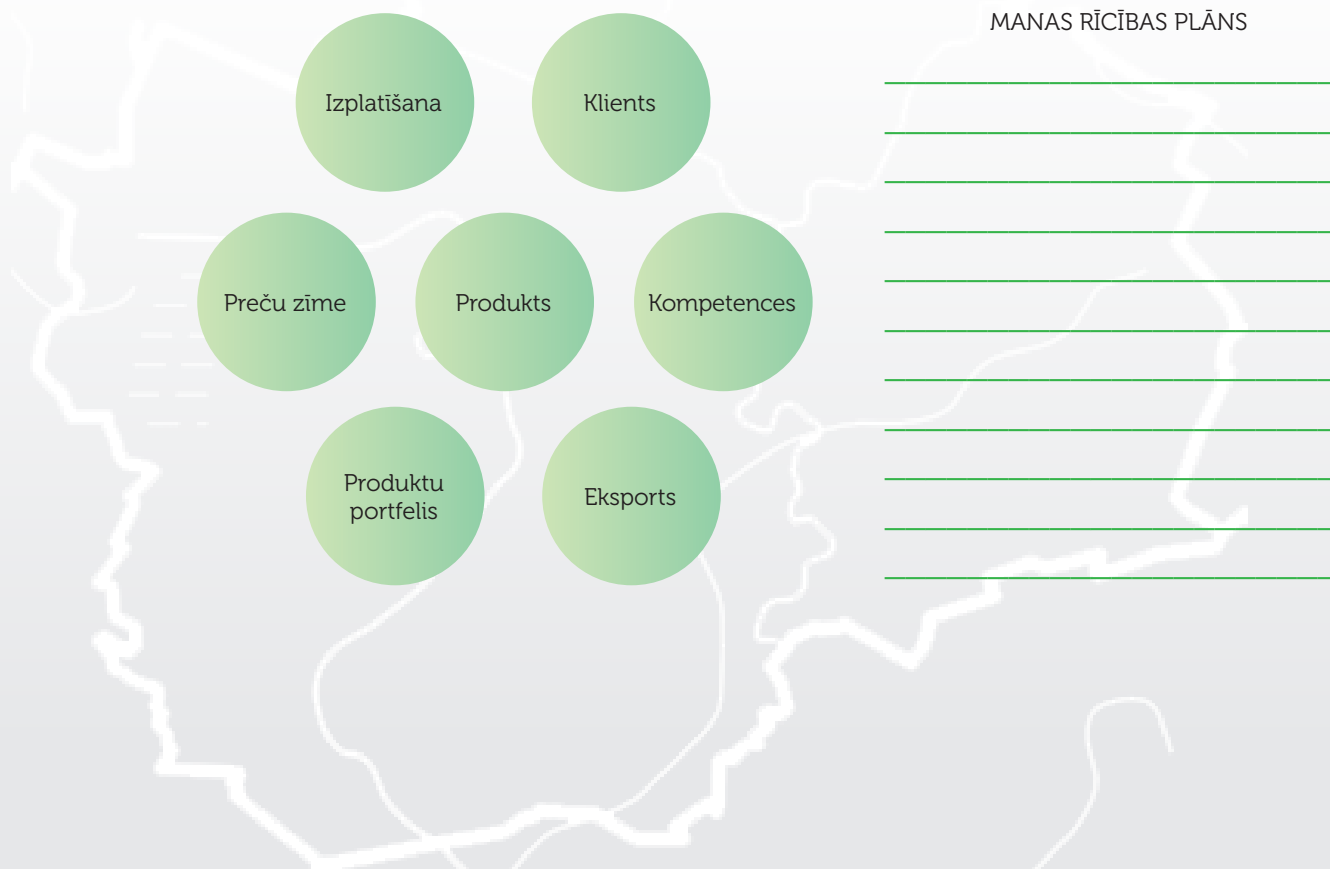 MANAS RĪCĪBAS PLĀNS
Izplatīšana
Klients
Preču zīme
Produkts
Kompetences
Produktu
portfelis
Eksports